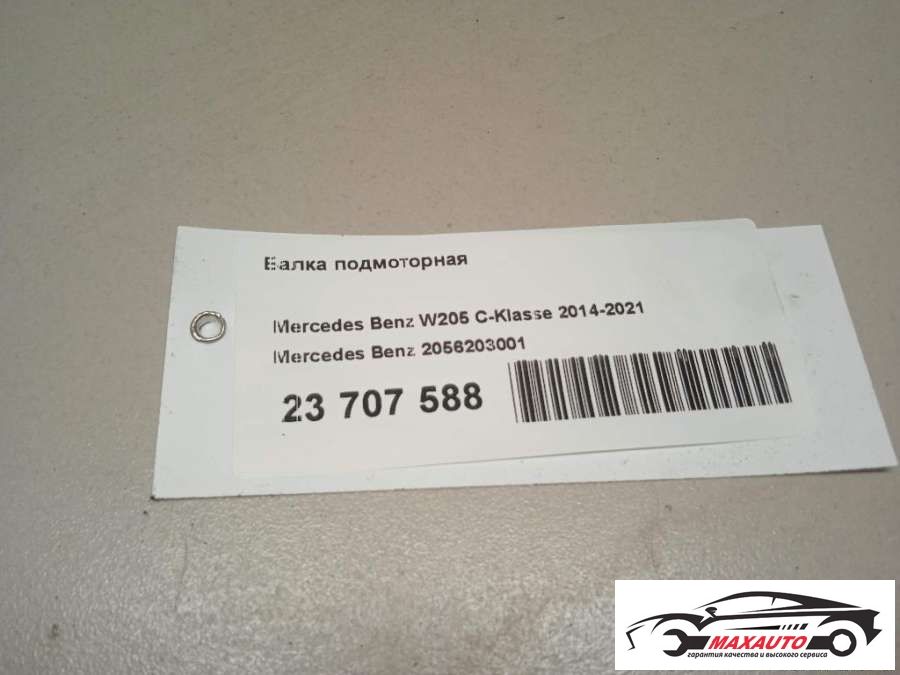 Балка подмоторная
Mercedes Benz W205 C-Klasse 2014-2021
Mercedes Benz 2056203001
23 707 588
MAXAUTO
гарантия качества и высокого сервиса